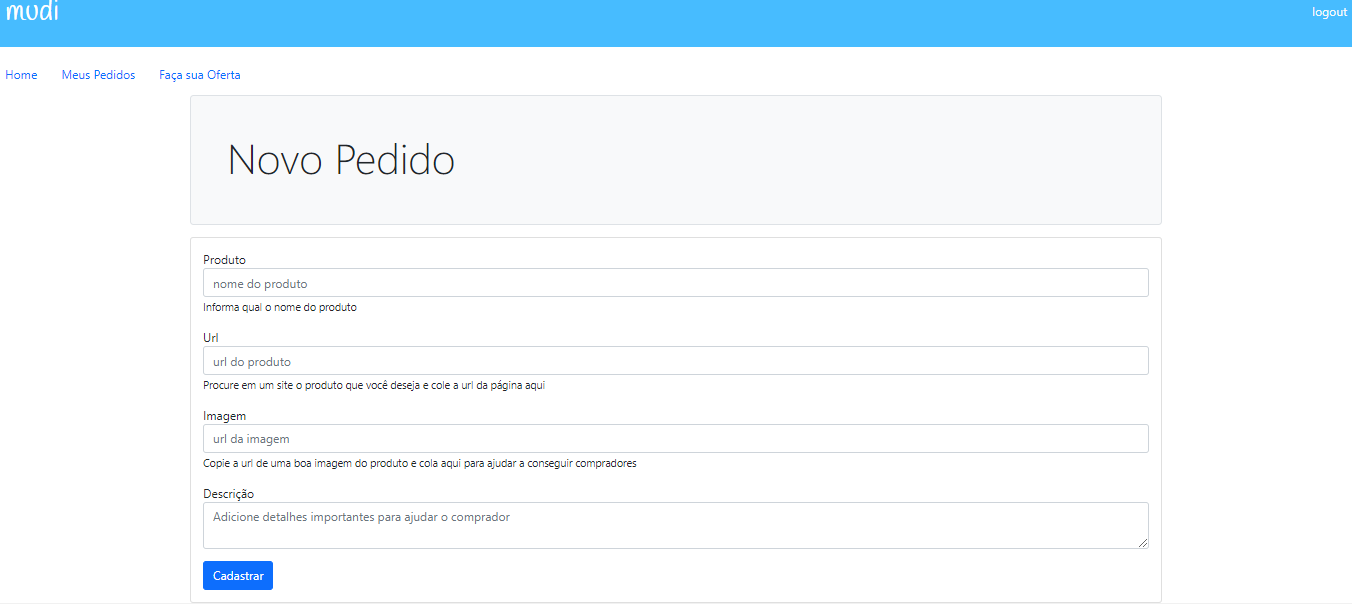 mudi
logout
Home Meus Pedidos Faça sua Oferta
Novo Pedido
Produto
nome do produto
Informa qual o nome do produto
Url
url do produto
Procure em um site o produto que você deseja e cole a url da página aqui
Imagem
url da imagem
Copie a url de uma boa imagem do produto e cola aqui para ajudar a conseguir compradores
Descrição
Adicione detalhes importantes para ajudar o comprador
Cadastrar